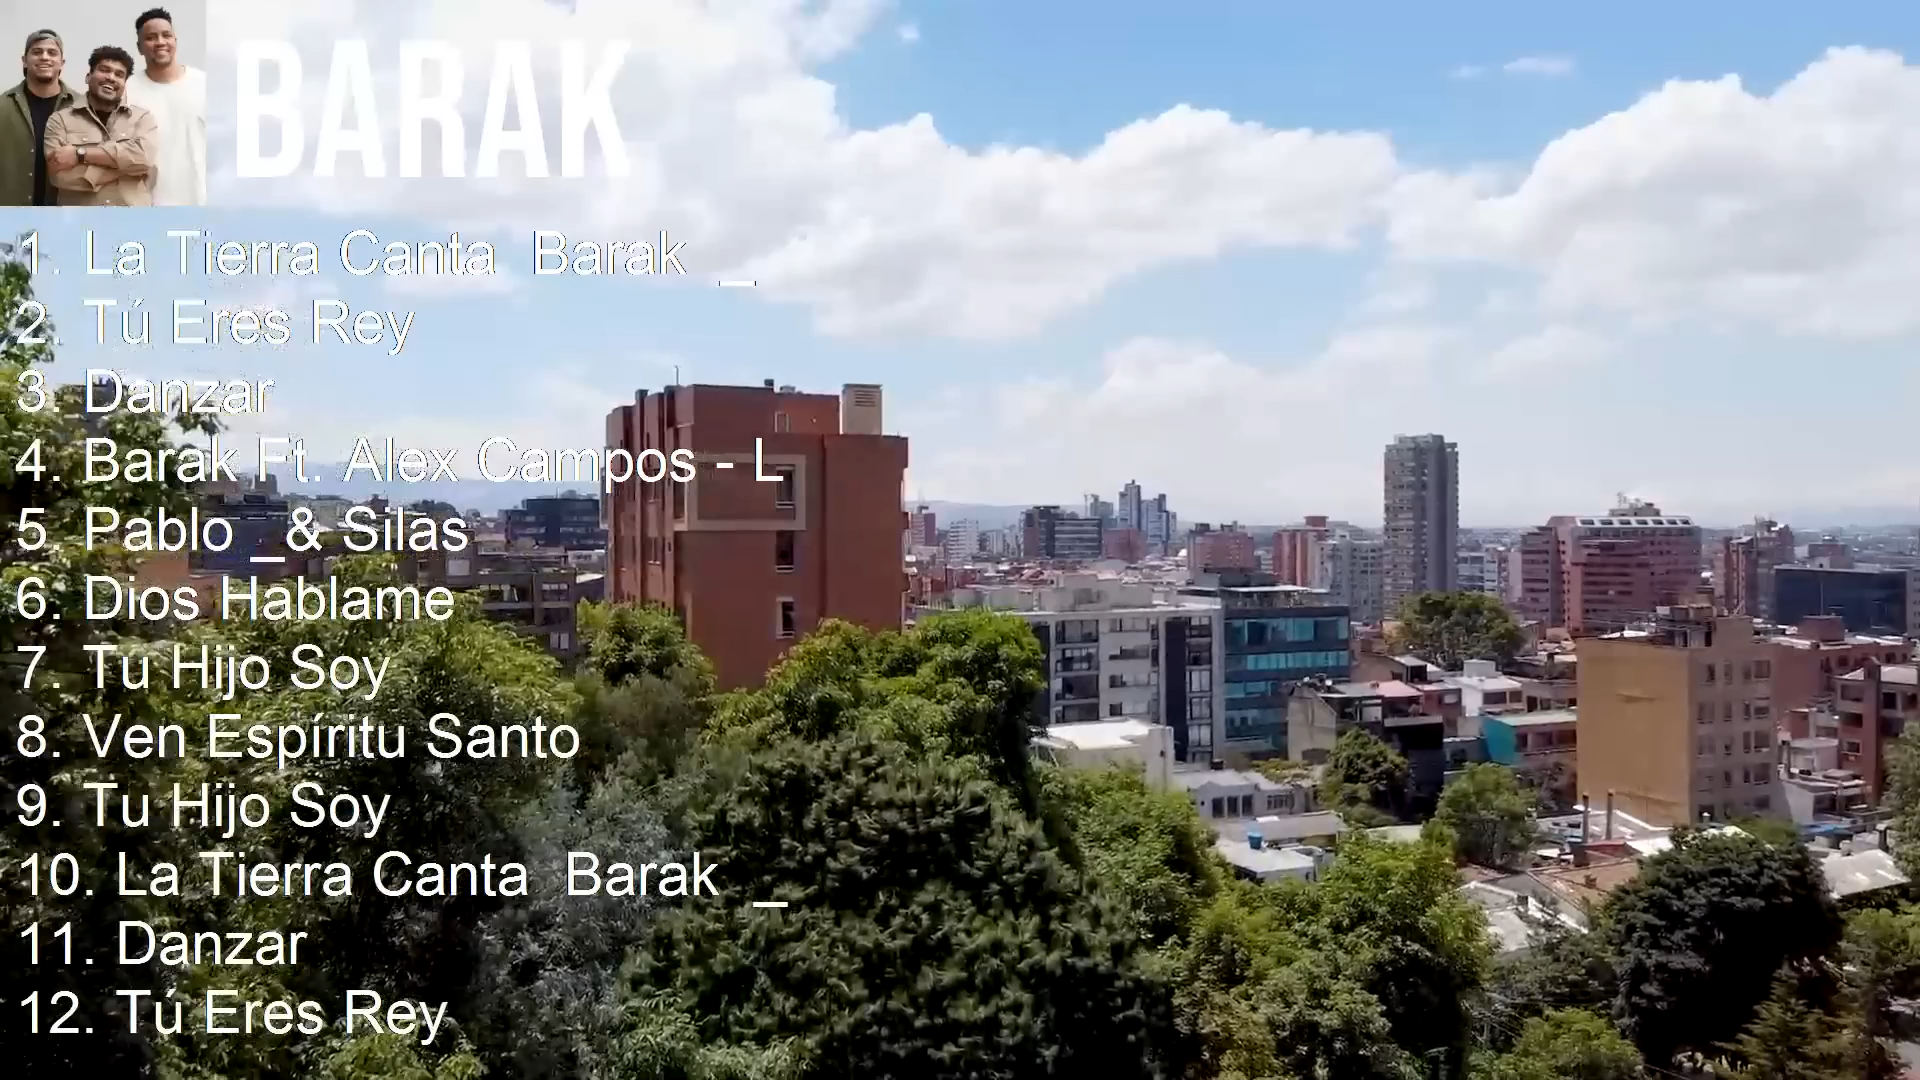 BARAK
1. La Tierra Canta  Barak  _
2. Tú Eres Rey
3. Danzar
4. Barak Ft. Alex Campos - L
5. Pablo _& Silas
6. Dios Hablame
7. Tu Hijo Soy
8. Ven Espíritu Santo
9. Tu Hijo Soy
10. La Tierra Canta  Barak  _
11. Danzar
12. Tú Eres Rey